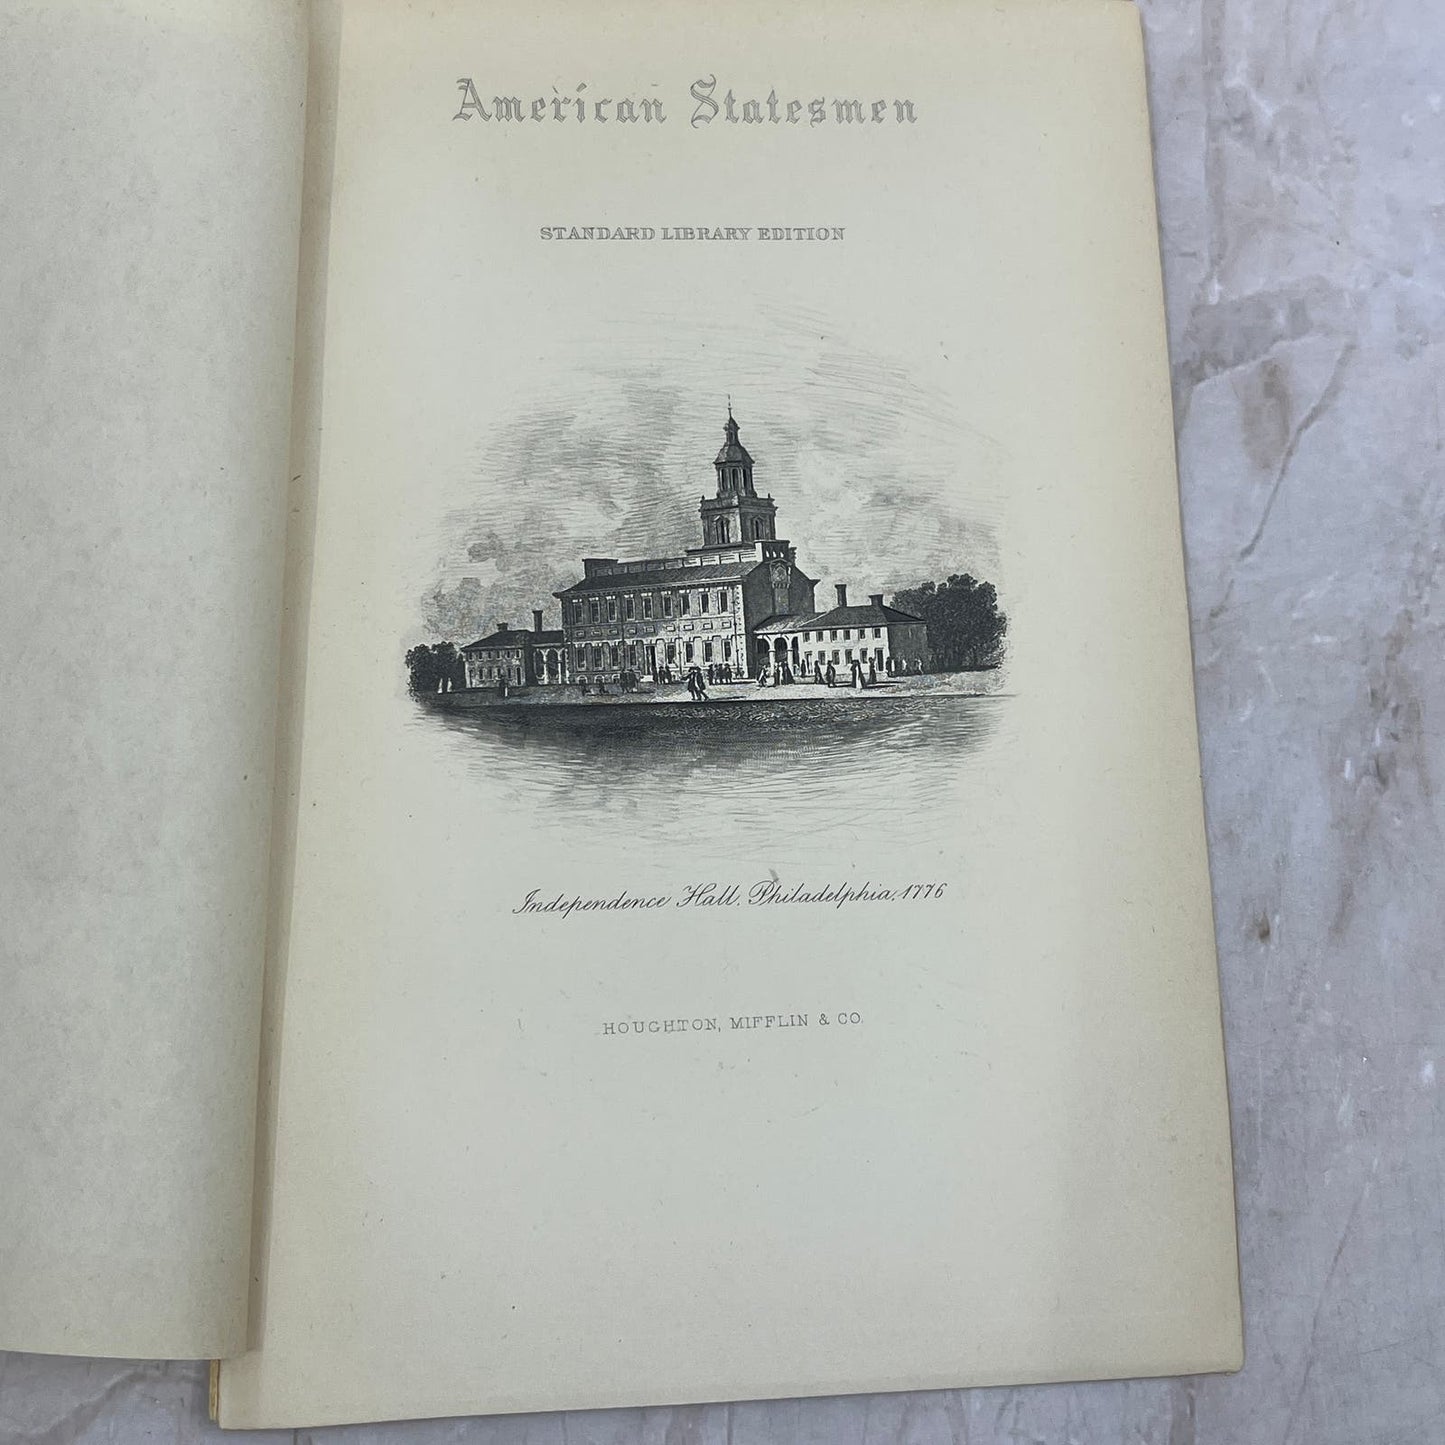 American Statesmen
STANDARD LIBRARY EDITION
Independence Hall, Philadelphia, 1776
HOUGHTON, MIFFLIN & CO.